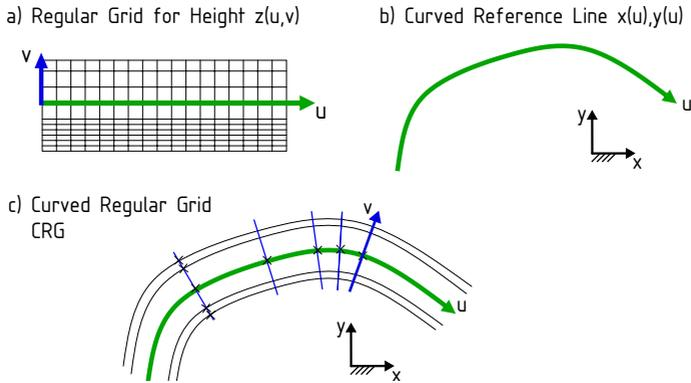 a) Regular Grid for Height z(u,v)
b) Curved Reference Line x(u),y(u)
v
u
u
y
x
c) Curved Regular Grid
CRG
v
u
y
x